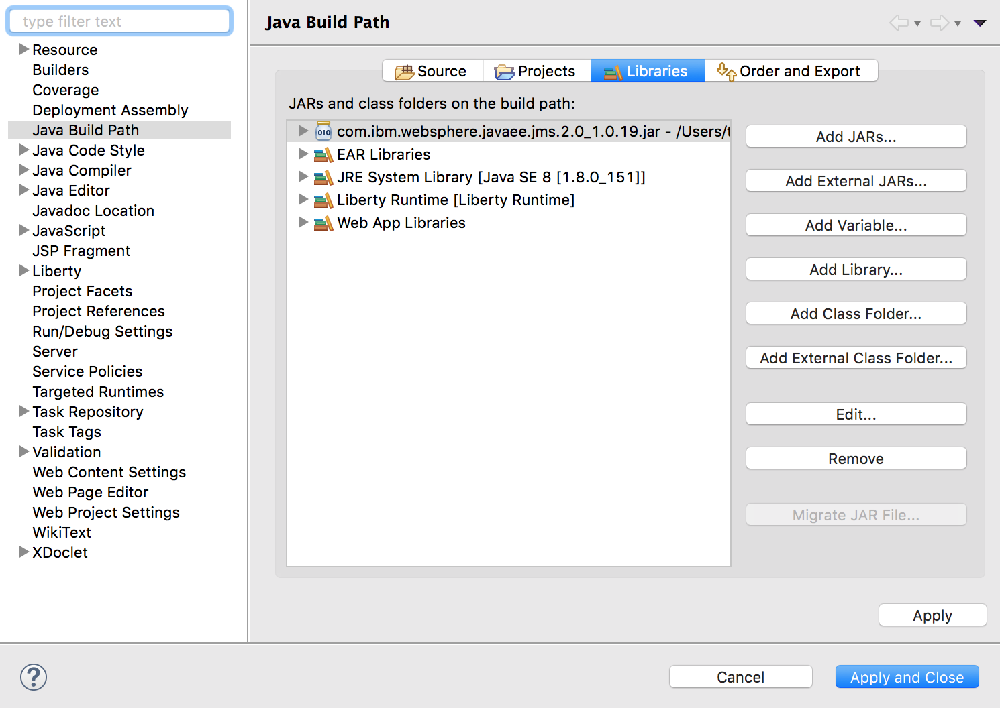 type filter text
Resource
Builders
Coverage
Deployment Assembly
Java Build Path
Java Code Style
Java Compiler
Java Editor
Javadoc Location
JavaScript
JSP Fragment
Liberty
Project Facets
Project References
Run/Debug Settings
Server
Service Policies
Targeted Runtimes
Task Repository
Task Tags
Validation
Web Content Settings
Web Page Editor
Web Project Settings
WikiText
XDoclet
Java Build Path
Source Projects Libraries Order and Export
JARs and class folders on the build path:
010 com.ibm.websphere.javaee.jms.2.0_1.0.19.jar - /Users/t
EAR Libraries
JRE System Library [Java SE 8 [1.8.0_151]]
Liberty Runtime [Liberty Runtime]
Web App Libraries
Add JARs...
Add External JARs...
Add Variable...
Add Library...
Add Class Folder...
Add External Class Folder...
Edit...
Remove
Migrate JAR File...
Apply
? Cancel Apply and Close